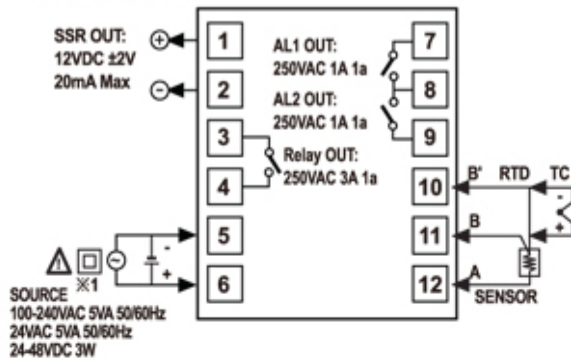 SSR OUT:
12VDC ±2V
20mA Max
+
-
1
2
3
4
5
6
AL1 OUT:
250VAC 1A 1a
AL2 OUT:
250VAC 1A 1a
Relay OUT:
250VAC 3A 1a
7
8
9
10
11
12
B' RTD TC
-
+
B
A
SENSOR
-
+
※1
SOURCE
100-240VAC 5VA 50/60Hz
24VAC 5VA 50/60Hz
24-48VDC 3W